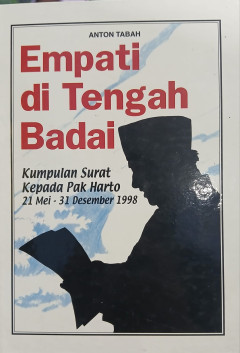 ANTON TABAH
Empati
di Tengah
Badai
Kumpulan Surat
Kepada Pak Harto
21 Mei - 31 Desember 1998